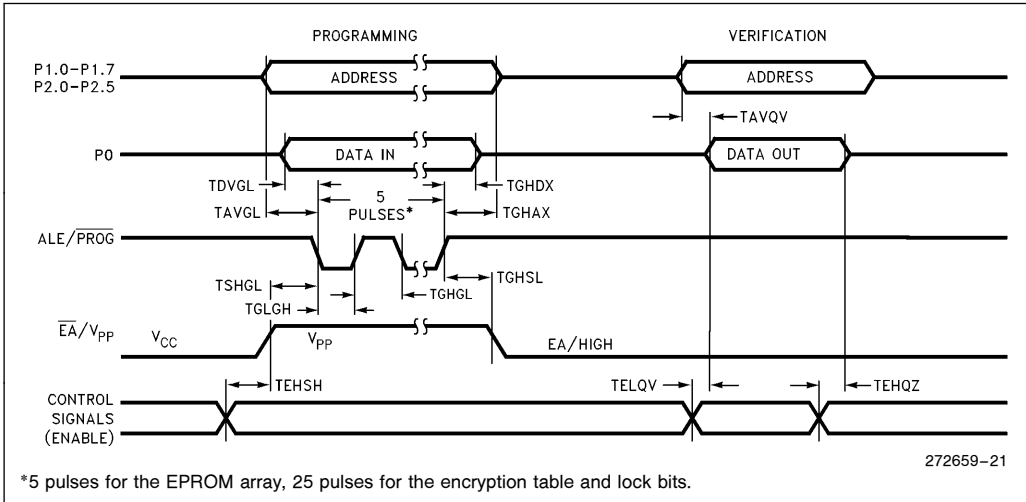 PROGRAMMING
VERIFICATION
P1.0–P1.7
P2.0–P2.5
ADDRESS
ADDRESS
TAVQV
P0
DATA IN
DATA OUT
TDVGL
TGHDX
5
PULSES*
TAVGL
TGHAX
ALE/PROG
TSHGL
TGHGL
TGHSL
TGLGH
EA/VPP
VCC
VPP
EA/HIGH
TEHSH
TELQV
TEHQZ
CONTROL
SIGNALS
(ENABLE)
272659–21
*5 pulses for the EPROM array, 25 pulses for the encryption table and lock bits.